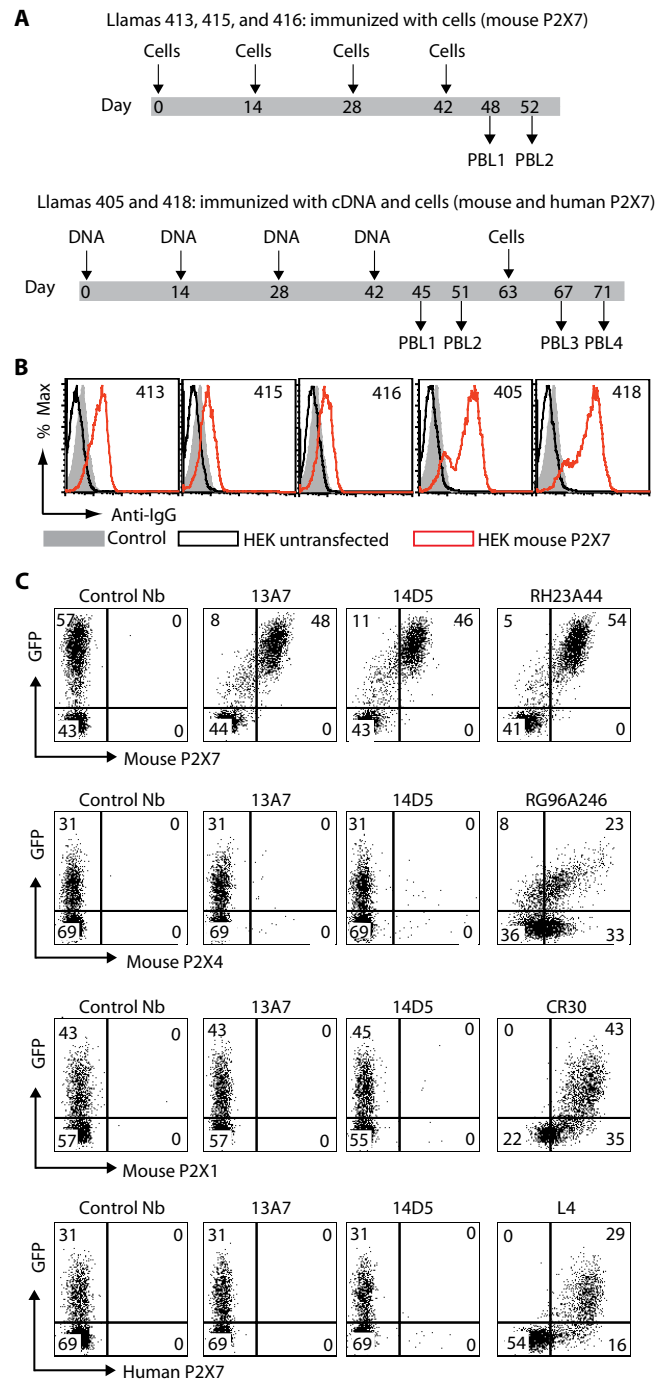 A
Llamas 413, 415, and 416: immunized with cells (mouse P2X7)
Cells Cells Cells Cells
Day 0 14 28 42 48 52
PBL1 PBL2
Llamas 405 and 418: immunized with cDNA and cells (mouse and human P2X7)
DNA DNA DNA DNA Cells
Day 0 14 28 42 45 51 63 67 71
PBL1 PBL2 PBL3 PBL4
B
413 415 416 405 418
% Max
Anti-IgG
Control HEK untransfected HEK mouse P2X7
C
Control Nb 13A7 14D5 RH23A44
57 0 8 48 11 46 5 54
GFP
43 0 44 0 43 0 41 0
Mouse P2X7
Control Nb 13A7 14D5 RG96A246
31 0 31 0 31 0 8 23
GFP
69 0 69 0 69 0 36 33
Mouse P2X4
Control Nb 13A7 14D5 CR30
43 0 43 0 45 0 0 43
GFP
57 0 57 0 55 0 22 35
Mouse P2X1
Control Nb 13A7 14D5 L4
31 0 31 0 31 0 0 29
GFP
69 0 69 0 69 0 54 16
Human P2X7